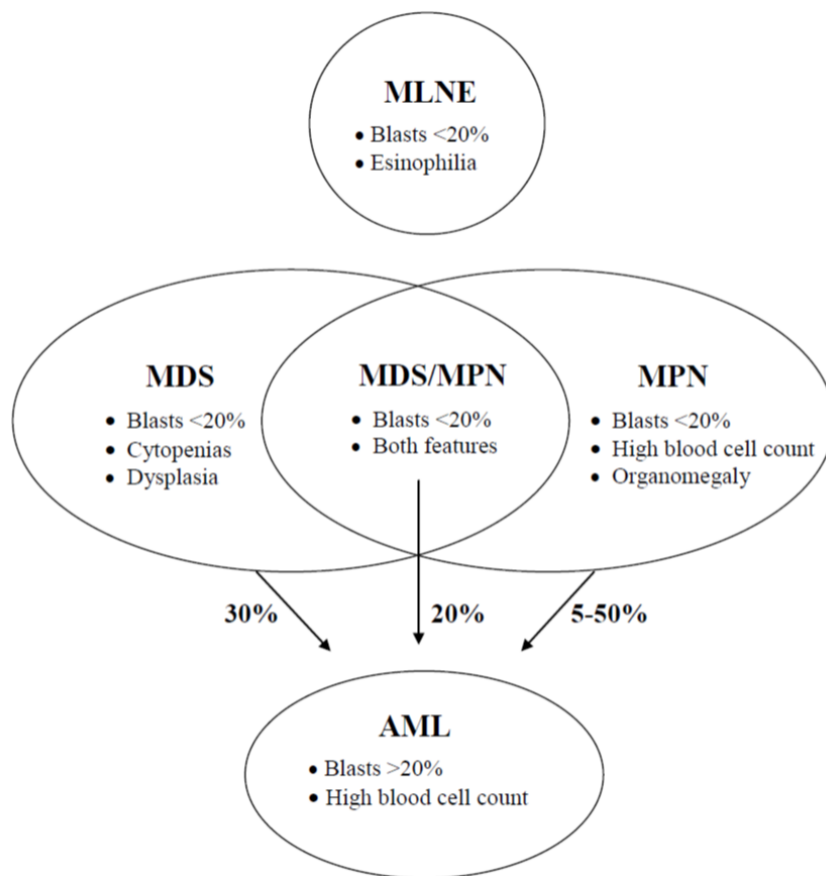 MLNE
• Blasts <20%
• Esinophilia
MDS
• Blasts <20%
• Cytopenias
• Dysplasia
MDS/MPN
• Blasts <20%
• Both features
MPN
• Blasts <20%
• High blood cell count
• Organomegaly
30%
20%
5-50%
AML
• Blasts >20%
• High blood cell count